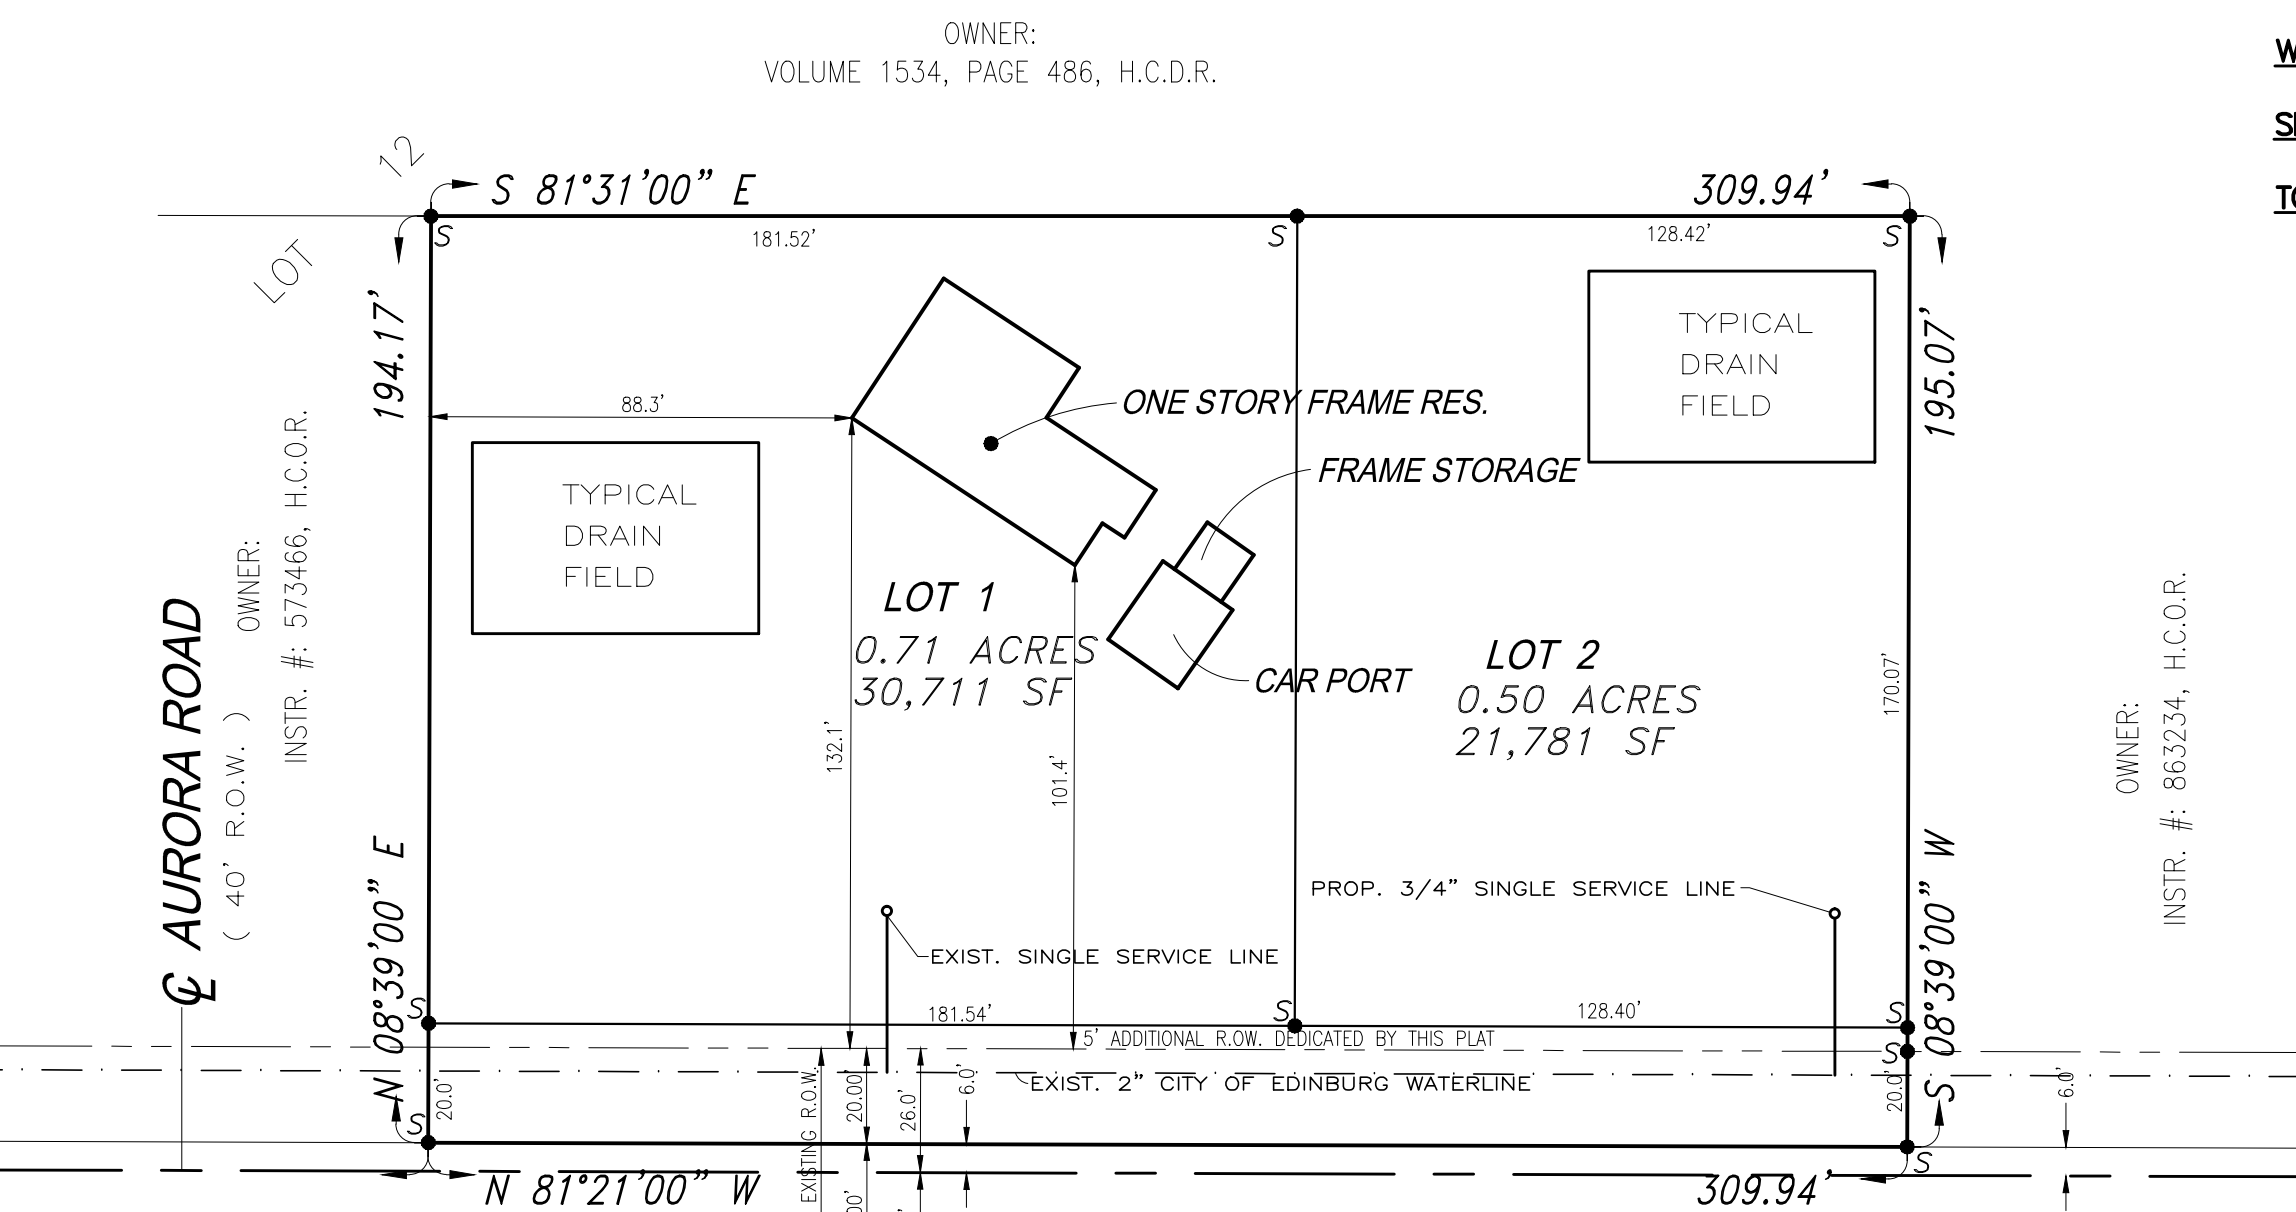 OWNER:
VOLUME 1534, PAGE 486, H.C.D.R.
12
LOT
S 81°31'00" E
309.94'
S
181.52'
S
128.42'
S
194.17'
195.07'
88.3'
TYPICAL
DRAIN
FIELD
TYPICAL
DRAIN
FIELD
ONE STORY FRAME RES.
FRAME STORAGE
CAR PORT
LOT 1
0.71 ACRES
30,711 SF
LOT 2
0.50 ACRES
21,781 SF
132.1'
101.4'
170.07'
OWNER:
INSTR. #: 573466, H.C.O.R.
AURORA ROAD
( 40' R.O.W. )
OWNER:
INSTR. #: 863234, H.C.O.R.
N 08°39'00" E
S 08°39'00" W
PROP. 3/4" SINGLE SERVICE LINE
EXIST. SINGLE SERVICE LINE
S
181.54'
S
128.40'
S
5' ADDITIONAL R.OW. DEDICATED BY THIS PLAT
S
EXIST. 2" CITY OF EDINBURG WATERLINE
20.0'
EXISTING R.O.W.
20.00'
26.0'
6.0'
20.0'
6.0'
S
S
N 81°21'00" W
309.94'